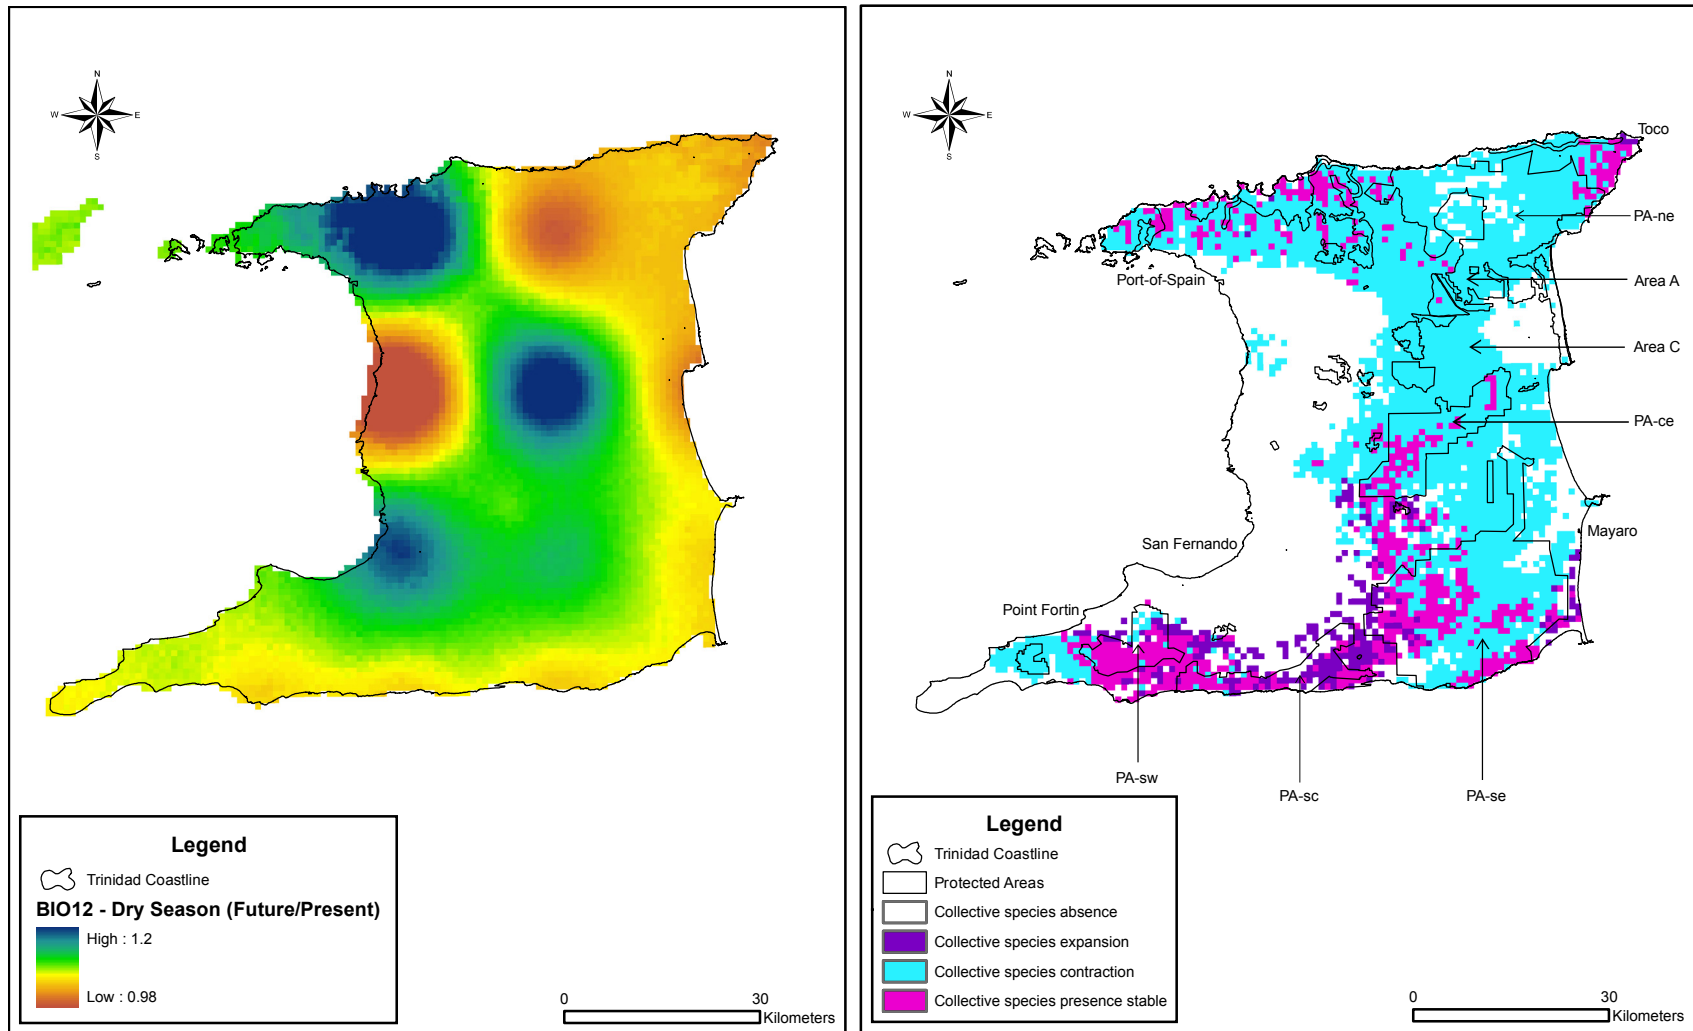 N
W
E
S
Legend
Trinidad Coastline
BIO12 - Dry Season (Future/Present)
High : 1.2
Low : 0.98
0
30
Kilometers
N
W
E
S
Toco
PA-ne
Port-of-Spain
Area A
Area C
PA-ce
Mayaro
San Fernando
Point Fortin
PA-sw
PA-sc
PA-se
Legend
Trinidad Coastline
Protected Areas
Collective species absence
Collective species expansion
Collective species contraction
Collective species presence stable
0
30
Kilometers